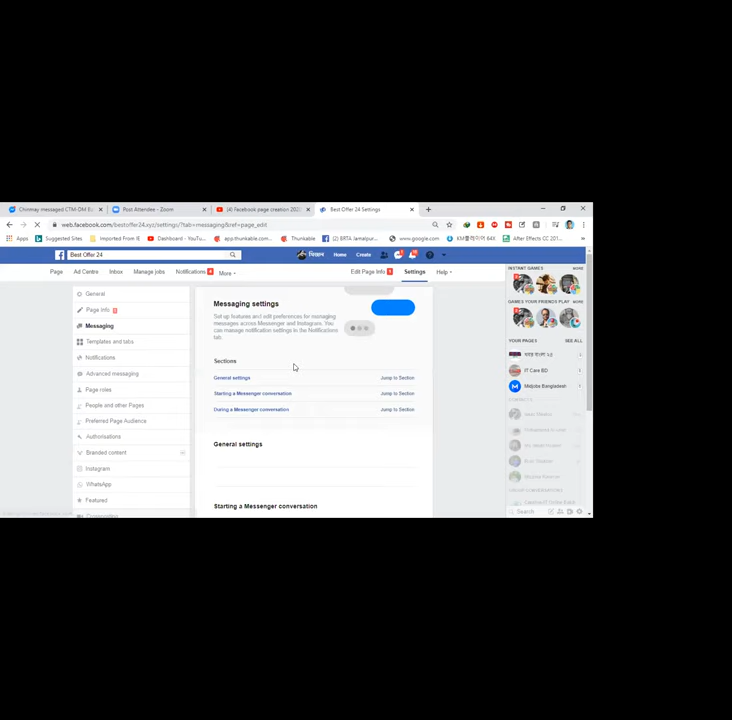 Chinmay messaged CTM-DM B
Post Attendee - Zoom
(4) Facebook page creation 202
Best Offer 24 Settings
web.facebook.com/bestoffer24.xyz/settings/?tab=messaging&ref=page_edit
Apps
Suggested Sites
Imported From IE
Dashboard - YouTu...
app.thunkable.com...
Thunkable
(2) BRTA Jamalpur...
www.google.com
After Effects CC 201...
Best Offer 24
Home
Create
Page
Ad Centre
Inbox
Manage jobs
Notifications
More
Edit Page Info
Settings
Help
General
Page Info
Messaging
Templates and tabs
Notifications
Advanced messaging
Page roles
People and other Pages
Preferred Page Audience
Authorisations
Branded content
Instagram
WhatsApp
Featured
Messaging settings
Set up features and edit preferences for managing
messages across Messenger and Instagram. You
can manage notification settings in the Notifications
tab.
Sections
General settings
Jump to Section
Starting a Messenger conversation
Jump to Section
During a Messenger conversation
Jump to Section
General settings
Starting a Messenger conversation
INSTANT GAMES
MORE
GAMES YOUR FRIENDS PLAY
MORE
YOUR PAGES
SEE ALL
IT Care BD
Midjobs Bangladesh
Search